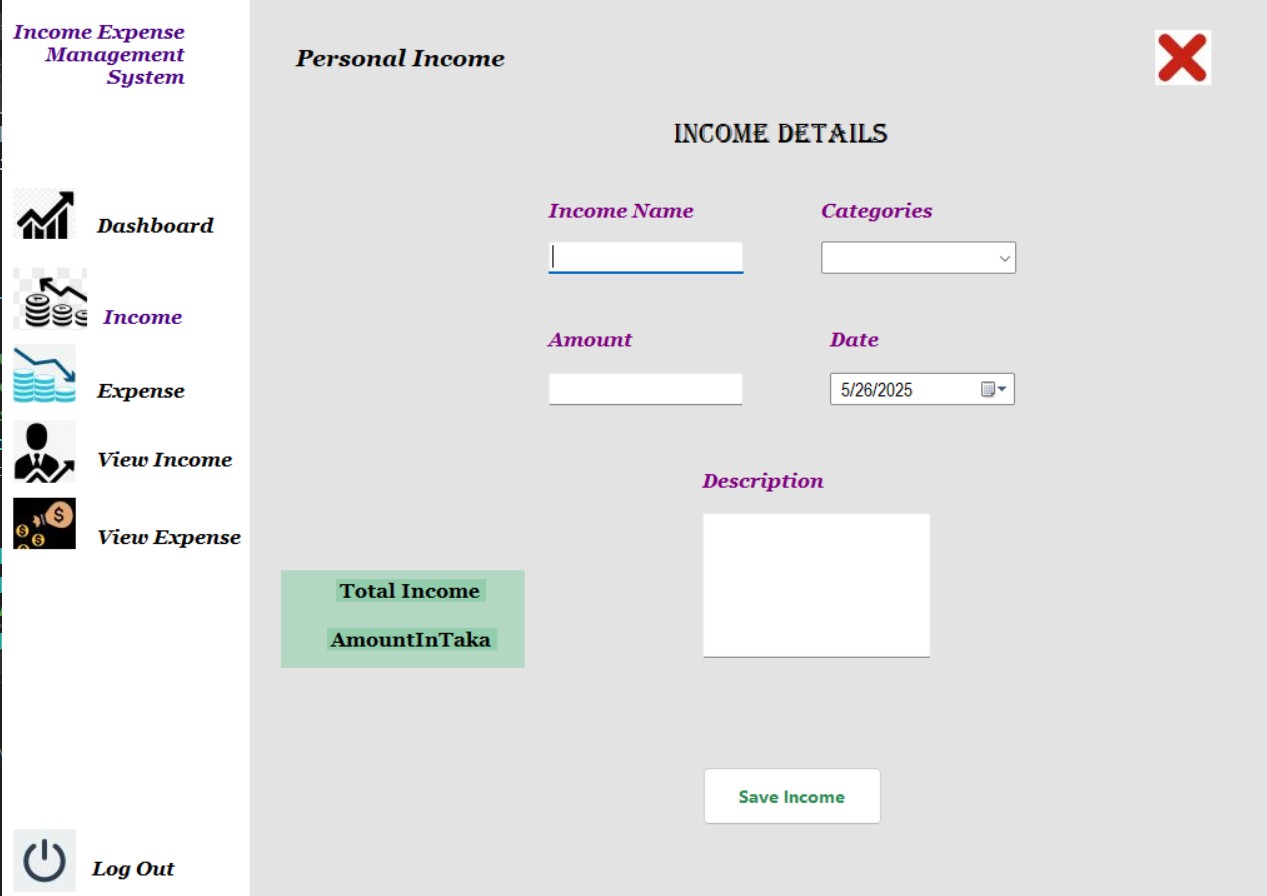 Income Expense
Management
System
Personal Income
INCOME DETAILS
Dashboard
Income
Expense
View Income
View Expense
Log Out
Income Name
Categories
Amount
Date
5/26/2025
Description
Total Income
AmountInTaka
Save Income